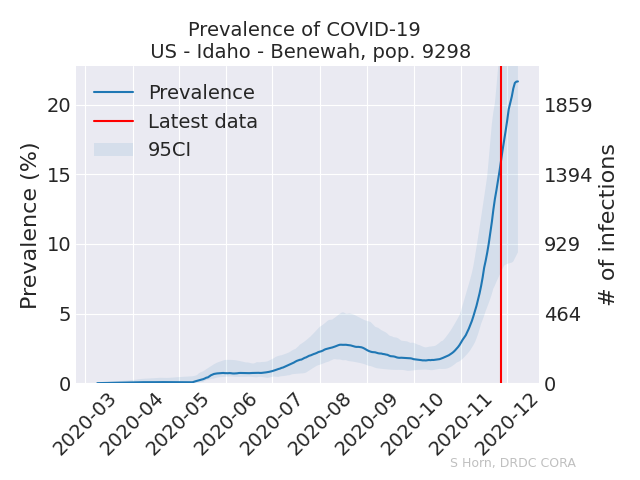 Prevalence of COVID-19
US - Idaho - Benewah, pop. 9298
Prevalence
Latest data
95CI
Prevalence (%)
20
15
10
5
0
1859
1394
929
464
0
# of infections
2020-03
2020-04
2020-05
2020-06
2020-07
2020-08
2020-09
2020-10
2020-11
2020-12
S Horn, DRDC CORA